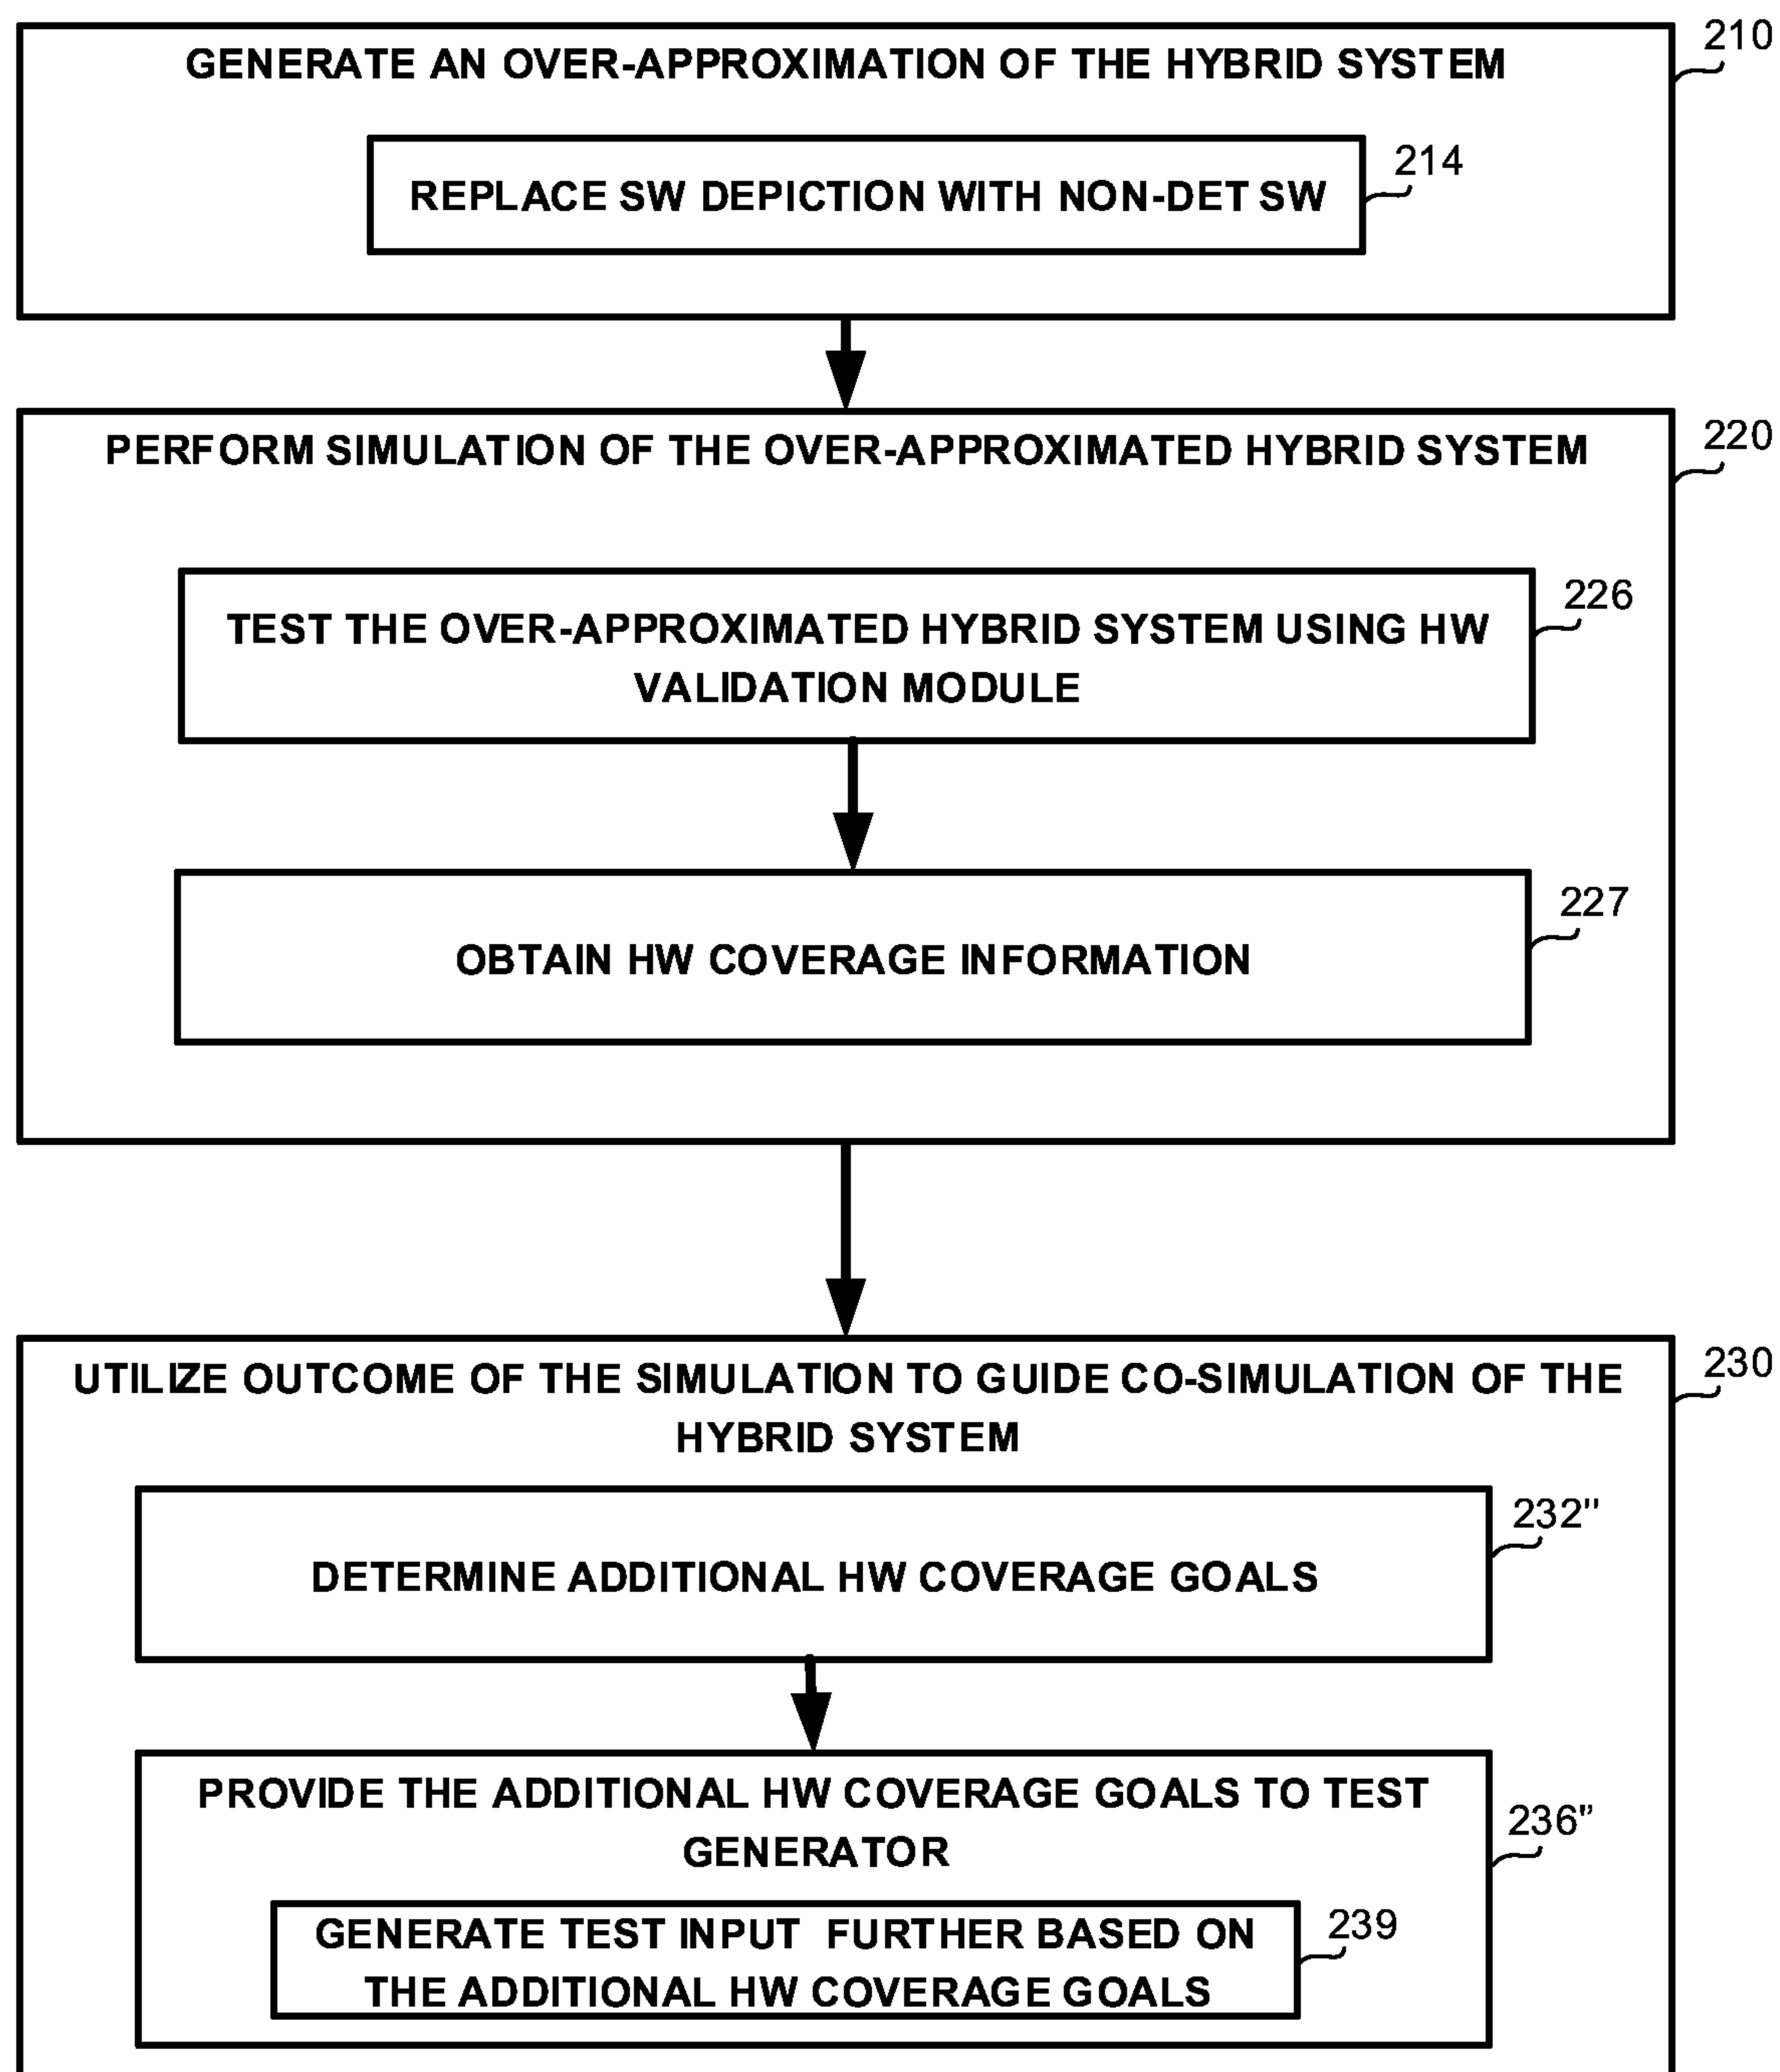 GENERATE AN OVER-APPROXIMATION OF THE HYBRID SYSTEM
210
REPLACE SW DEPICTION WITH NON-DET SW
214
PERFORM SIMULATION OF THE OVER-APPROXIMATED HYBRID SYSTEM
220
TEST THE OVER-APPROXIMATED HYBRID SYSTEM USING HW
VALIDATION MODULE
226
OBTAIN HW COVERAGE INFORMATION
227
UTILIZE OUTCOME OF THE SIMULATION TO GUIDE CO-SIMULATION OF THE
HYBRID SYSTEM
230
DETERMINE ADDITIONAL HW COVERAGE GOALS
232"
PROVIDE THE ADDITIONAL HW COVERAGE GOALS TO TEST
GENERATOR
236"
GENERATE TEST INPUT  FURTHER BASED ON
THE ADDITIONAL HW COVERAGE GOALS
239